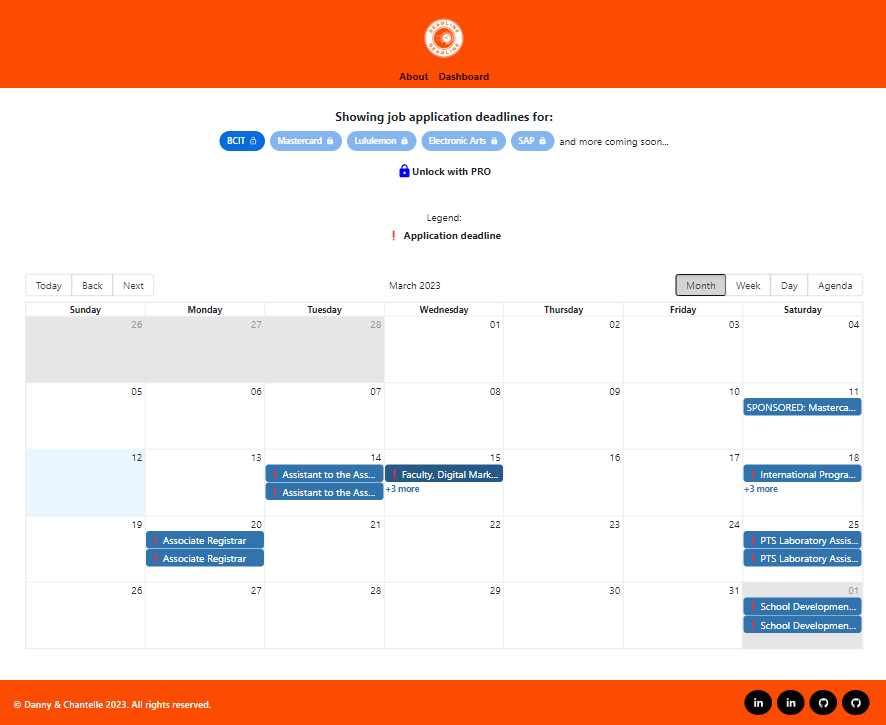 DEADLINE
DEADLINE
About Dashboard
Showing job application deadlines for:
BCIT Mastercard Lululemon Electronic Arts SAP and more coming soon...
Unlock with PRO
Legend:
❗ Application deadline
Today Back Next March 2023 Month Week Day Agenda
Sunday Monday Tuesday Wednesday Thursday Friday Saturday
26 27 28 01 02 03 04
05 06 07 08 09 10 11
SPONSORED: Masterca...
12 13 14 15 16 17 18
❗ Assistant to the Ass... ❗ Faculty, Digital Mark... ❗ International Progra...
❗ Assistant to the Ass... +3 more +3 more
19 20 21 22 23 24 25
❗ Associate Registrar ❗ PTS Laboratory Assis...
❗ Associate Registrar ❗ PTS Laboratory Assis...
26 27 28 29 30 31 01
❗ School Developmen...
❗ School Developmen...
© Danny & Chantelle 2023. All rights reserved. in in